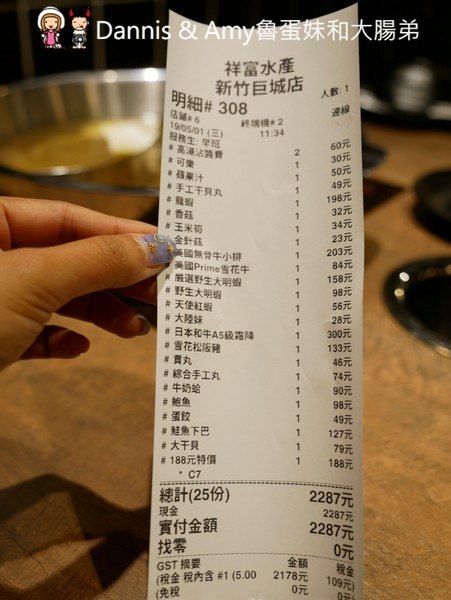 Dannis & Amy魯蛋妹和大腸弟
祥富水產
新竹巨城店
人數: 1
明細# 308
連線
店鋪# 6 終端機# 2
19/05/01 (三) 11:34
服務生: 早班
# 高湯沾醬費 2 60元
# 可樂 1 30元
# 蘋果汁 1 50元
# 手工干貝丸 1 49元
# 龍蝦 1 198元
# 香菇 1 32元
# 玉米筍 1 34元
# 金針菇 1 23元
美國無骨牛小排 1 203元
美國Prime雪花牛 1 84元
# 嚴選野生大明蝦 1 158元
# 野生大明蝦 1 98元
# 天使紅蝦 1 56元
# 大陸妹 1 28元
# 日本和牛A5級霜降 1 300元
# 雪花松阪豬 1 133元
# 貢丸 1 46元
# 綜合手工丸 1 74元
# 牛奶蛤 1 90元
# 鮑魚 1 98元
# 蛋餃 1 49元
# 鮭魚下巴 1 127元
# 大干貝 1 79元
# 188元特價 1 188元
* C7
總計(25份) 2287元
現金 2287元
實付金額 2287元
找零 0元
GST 摘要 金額 稅金
(稅金 稅內含 #1 (5.00 2178元 109元)
(免稅 0元 0元)